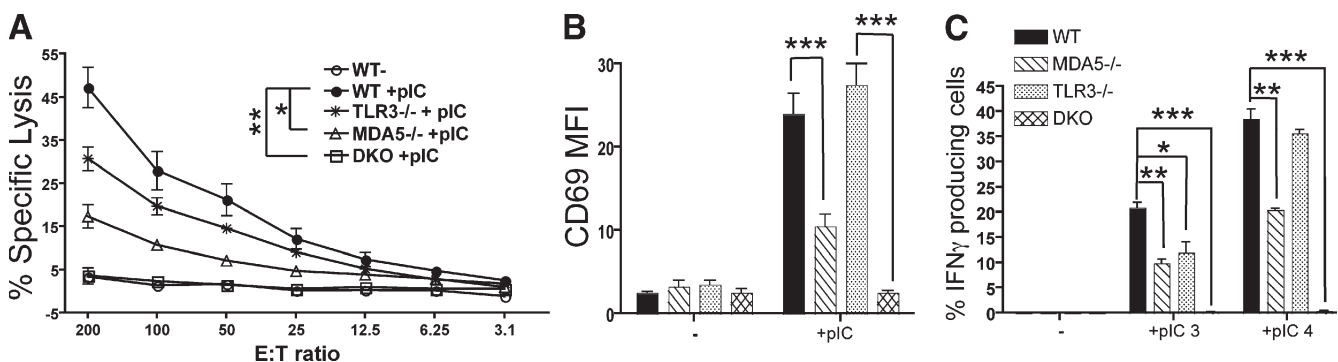 A
% Specific Lysis
55
45
35
25
15
5
-5
200 100 50 25 12.5 6.25 3.1
E:T ratio
WT-
WT +pIC
TLR3-/- + pIC
MDA5-/- +pIC
DKO +pIC
**
*
B
CD69 MFI
30
20
10
0
***
***
- +pIC
C
WT
MDA5-/-
TLR3-/-
DKO
% IFNγ producing cells
45
40
35
30
25
20
15
10
5
0
***
*
**
***
**
- +pIC 3 +pIC 4